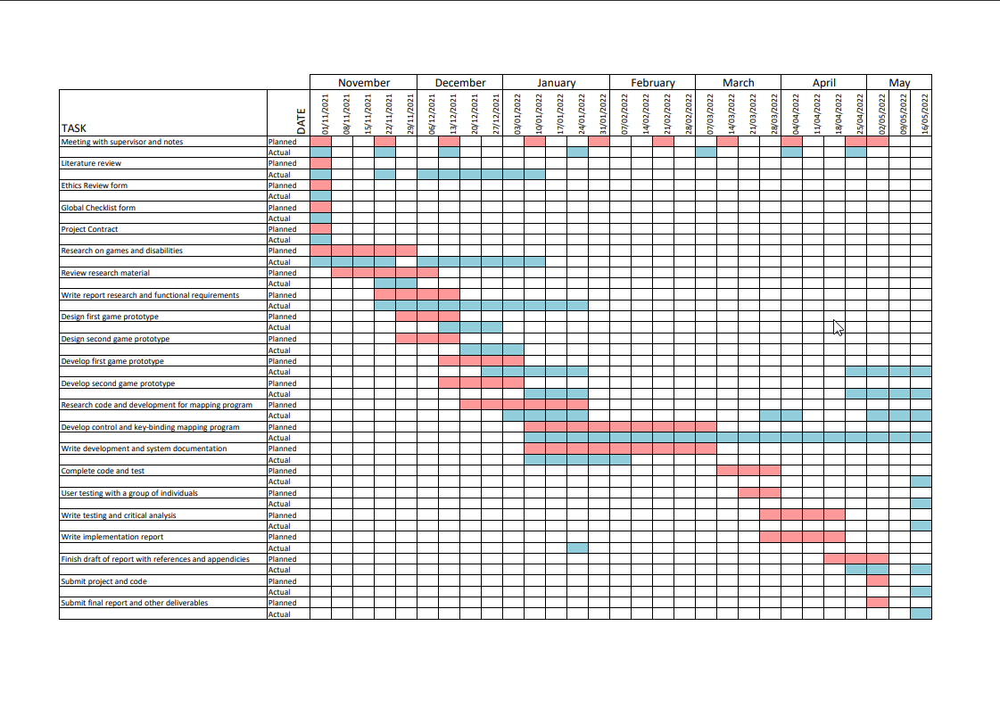 November December January February March April May
TASK DATE 01/11/2021 08/11/2021 15/11/2021 22/11/2021 29/11/2021 06/12/2021 13/12/2021 20/12/2021 27/12/2021 03/01/2022 10/01/2022 17/01/2022 24/01/2022 31/01/2022 07/02/2022 14/02/2022 21/02/2022 28/02/2022 07/03/2022 14/03/2022 21/03/2022 28/03/2022 04/04/2022 11/04/2022 18/04/2022 25/04/2022 02/05/2022 09/05/2022 16/05/2022
Meeting with supervisor and notes Planned
Actual
Literature review Planned
Actual
Ethics Review form Planned
Actual
Global Checklist form Planned
Actual
Project Contract Planned
Actual
Research on games and disabilities Planned
Actual
Review research material Planned
Actual
Write report research and functional requirements Planned
Actual
Design first game prototype Planned
Actual
Design second game prototype Planned
Actual
Develop first game prototype Planned
Actual
Develop second game prototype Planned
Actual
Research code and development for mapping program Planned
Actual
Develop control and key-binding mapping program Planned
Actual
Write development and system documentation Planned
Actual
Complete code and test Planned
Actual
User testing with a group of individuals Planned
Actual
Write testing and critical analysis Planned
Actual
Write implementation report Planned
Actual
Finish draft of report with references and appendicies Planned
Actual
Submit project and code Planned
Actual
Submit final report and other deliverables Planned
Actual